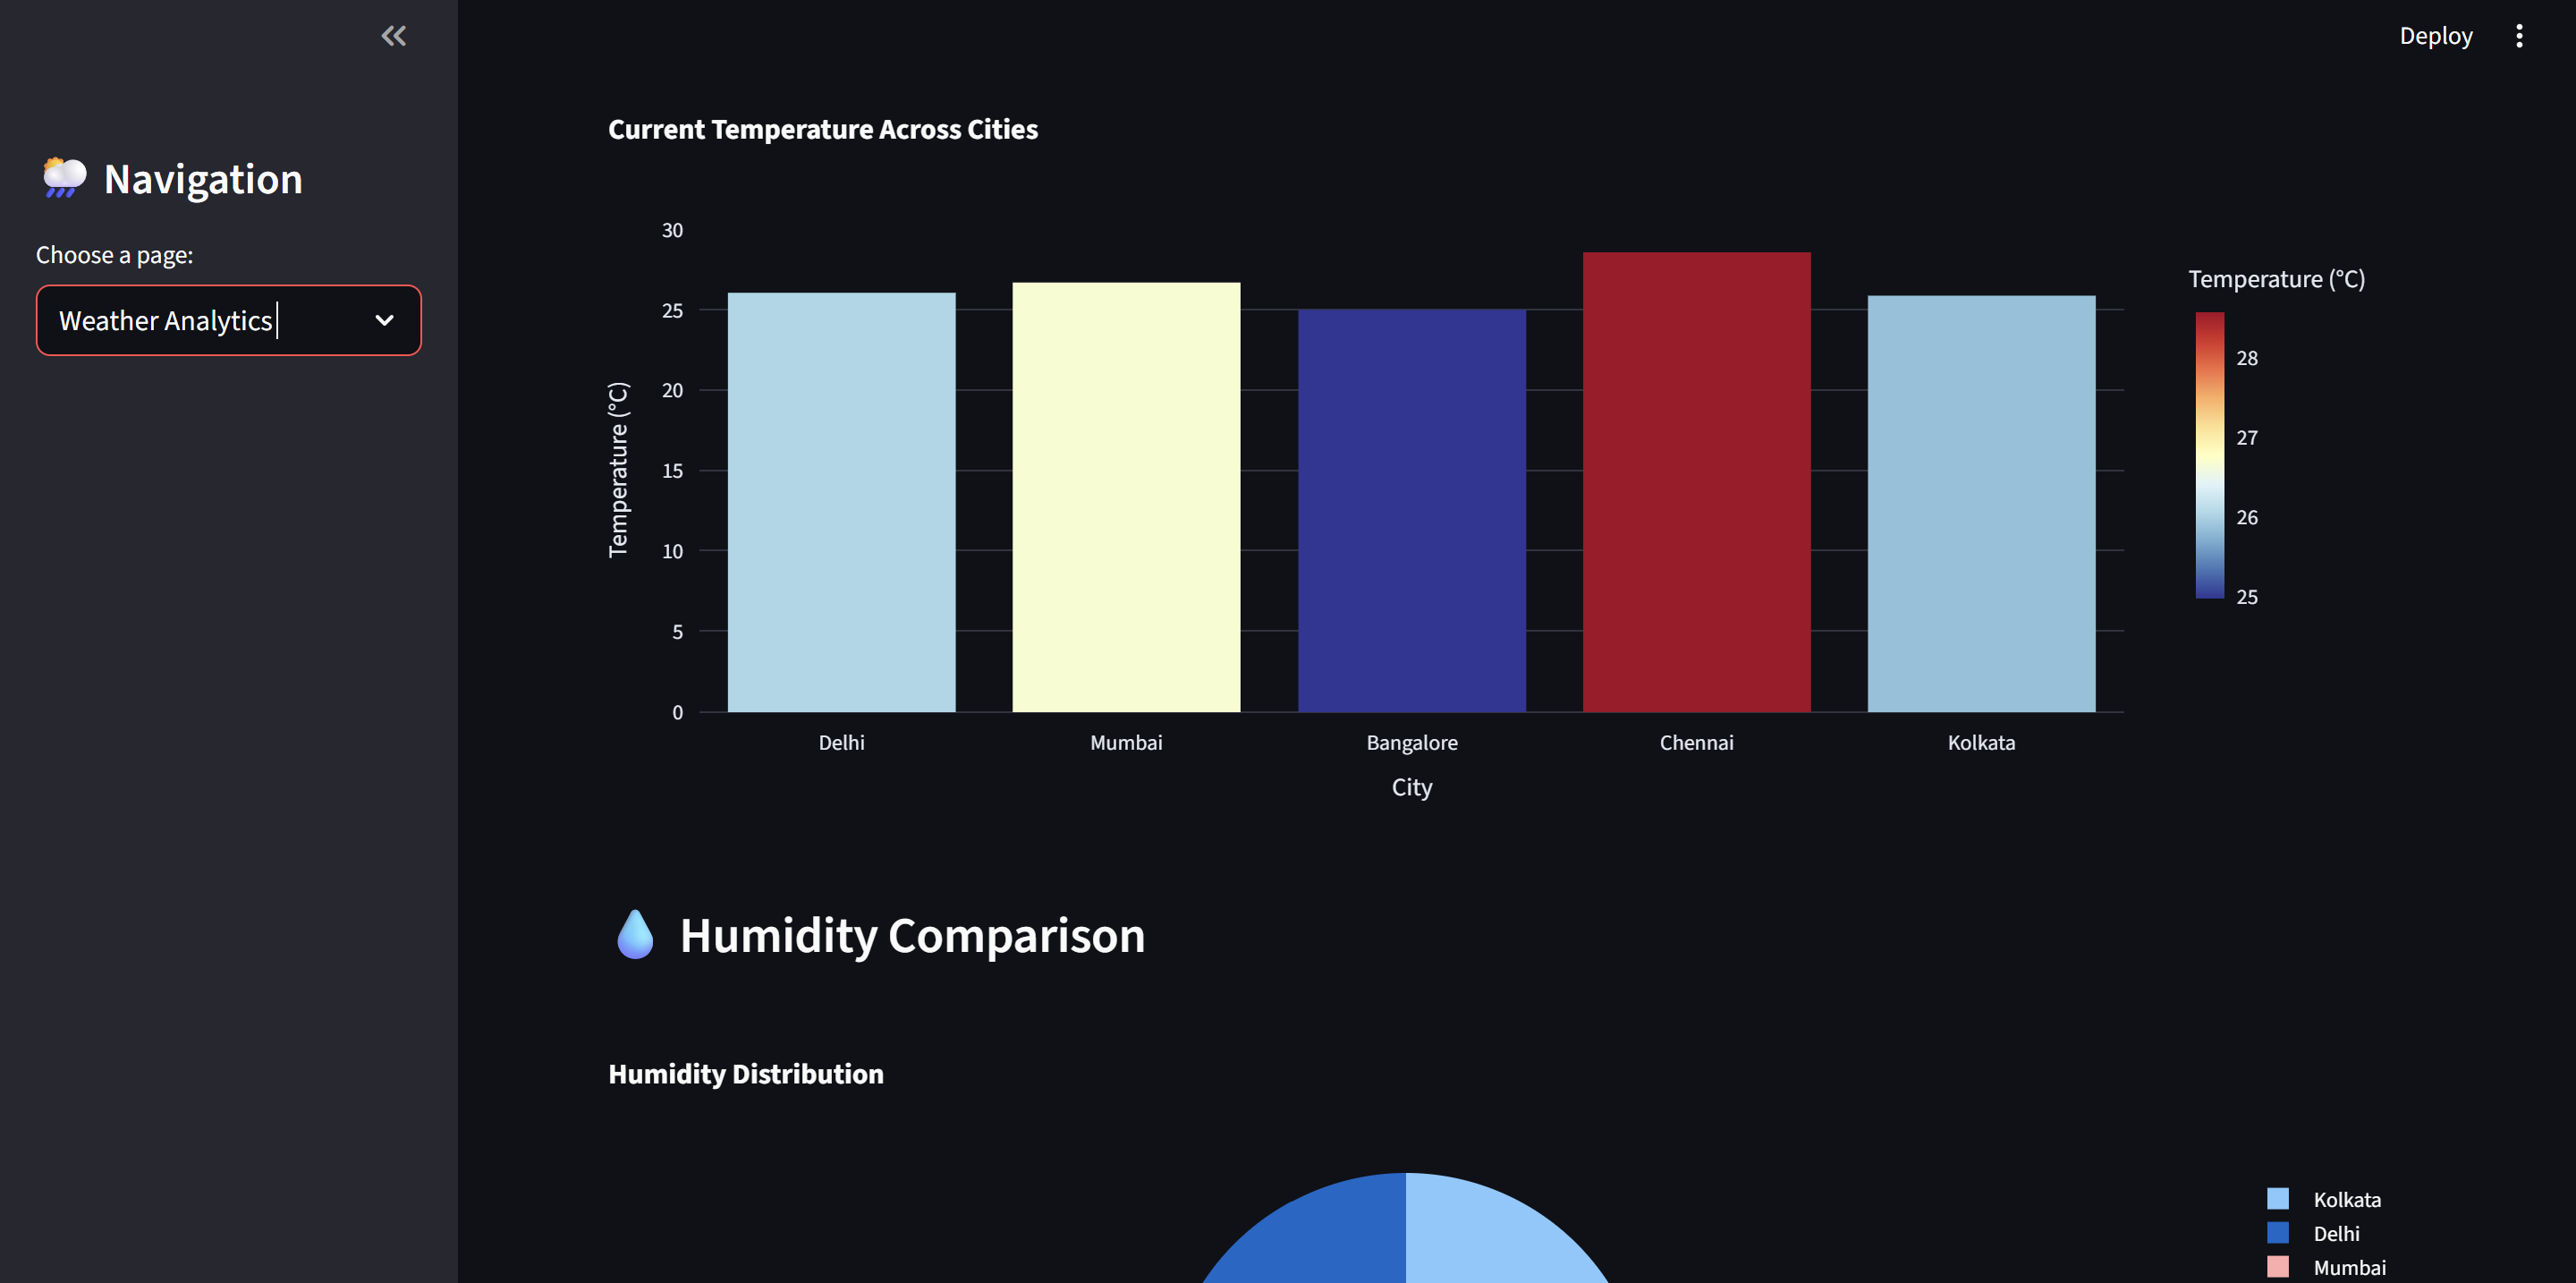 Deploy
Navigation
Choose a page:
Weather Analytics
Current Temperature Across Cities
30
25
20
15
10
5
0
Temperature (°C)
Delhi
Mumbai
Bangalore
Chennai
Kolkata
City
Temperature (°C)
28
27
26
25
Humidity Comparison
Humidity Distribution
Kolkata
Delhi
Mumbai